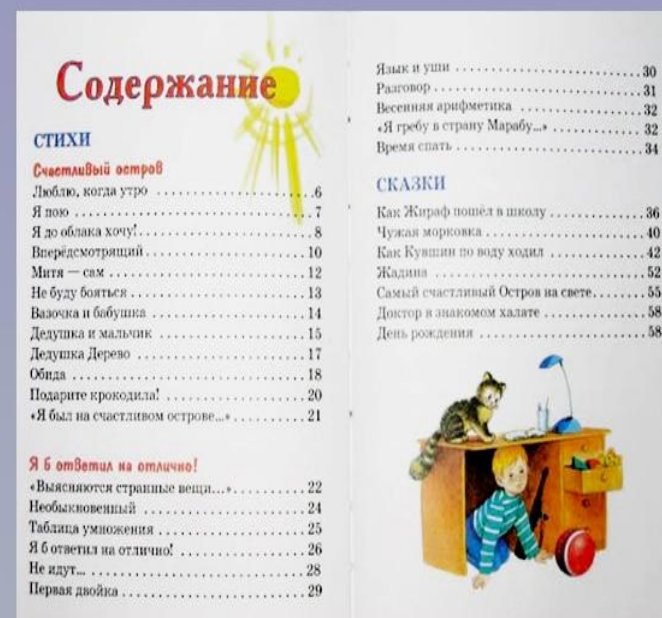 Содержание
СТИХИ
Счастливый остров
Люблю, когда утро ..................... 6
Я пою ..................... 7
Я до облака хочу! ..................... 8
Вперёдсмотрящий ..................... 10
Митя — сам ..................... 12
Не буду бояться ..................... 13
Вазочка и бабушка ..................... 14
Дедушка и мальчик ..................... 15
Дедушка Дерево ..................... 17
Обида ..................... 18
Подарите крокодила! ..................... 20
«Я был на счастливом острове...» ........... 21
Я б ответил на отлично!
«Выясняются странные вещи...» ............ 22
Необыкновенный ..................... 24
Таблица умножения ..................... 25
Я б ответил на отлично! ..................... 26
Не идут... ..................... 28
Первая двойка ..................... 29
Язык и уши ..................... 30
Разговор ..................... 31
Весенняя арифметика ..................... 32
«Я гребу в страну Марабу...» ............ 32
Время спать ..................... 34
СКАЗКИ
Как Жираф пошёл в школу ............ 36
Чужая морковка ..................... 40
Как Кувшин по воду ходил ............ 42
Жадина ..................... 52
Самый счастливый Остров на свете ....... 55
Доктор в знакомом халате ............ 58
День рождения ..................... 58